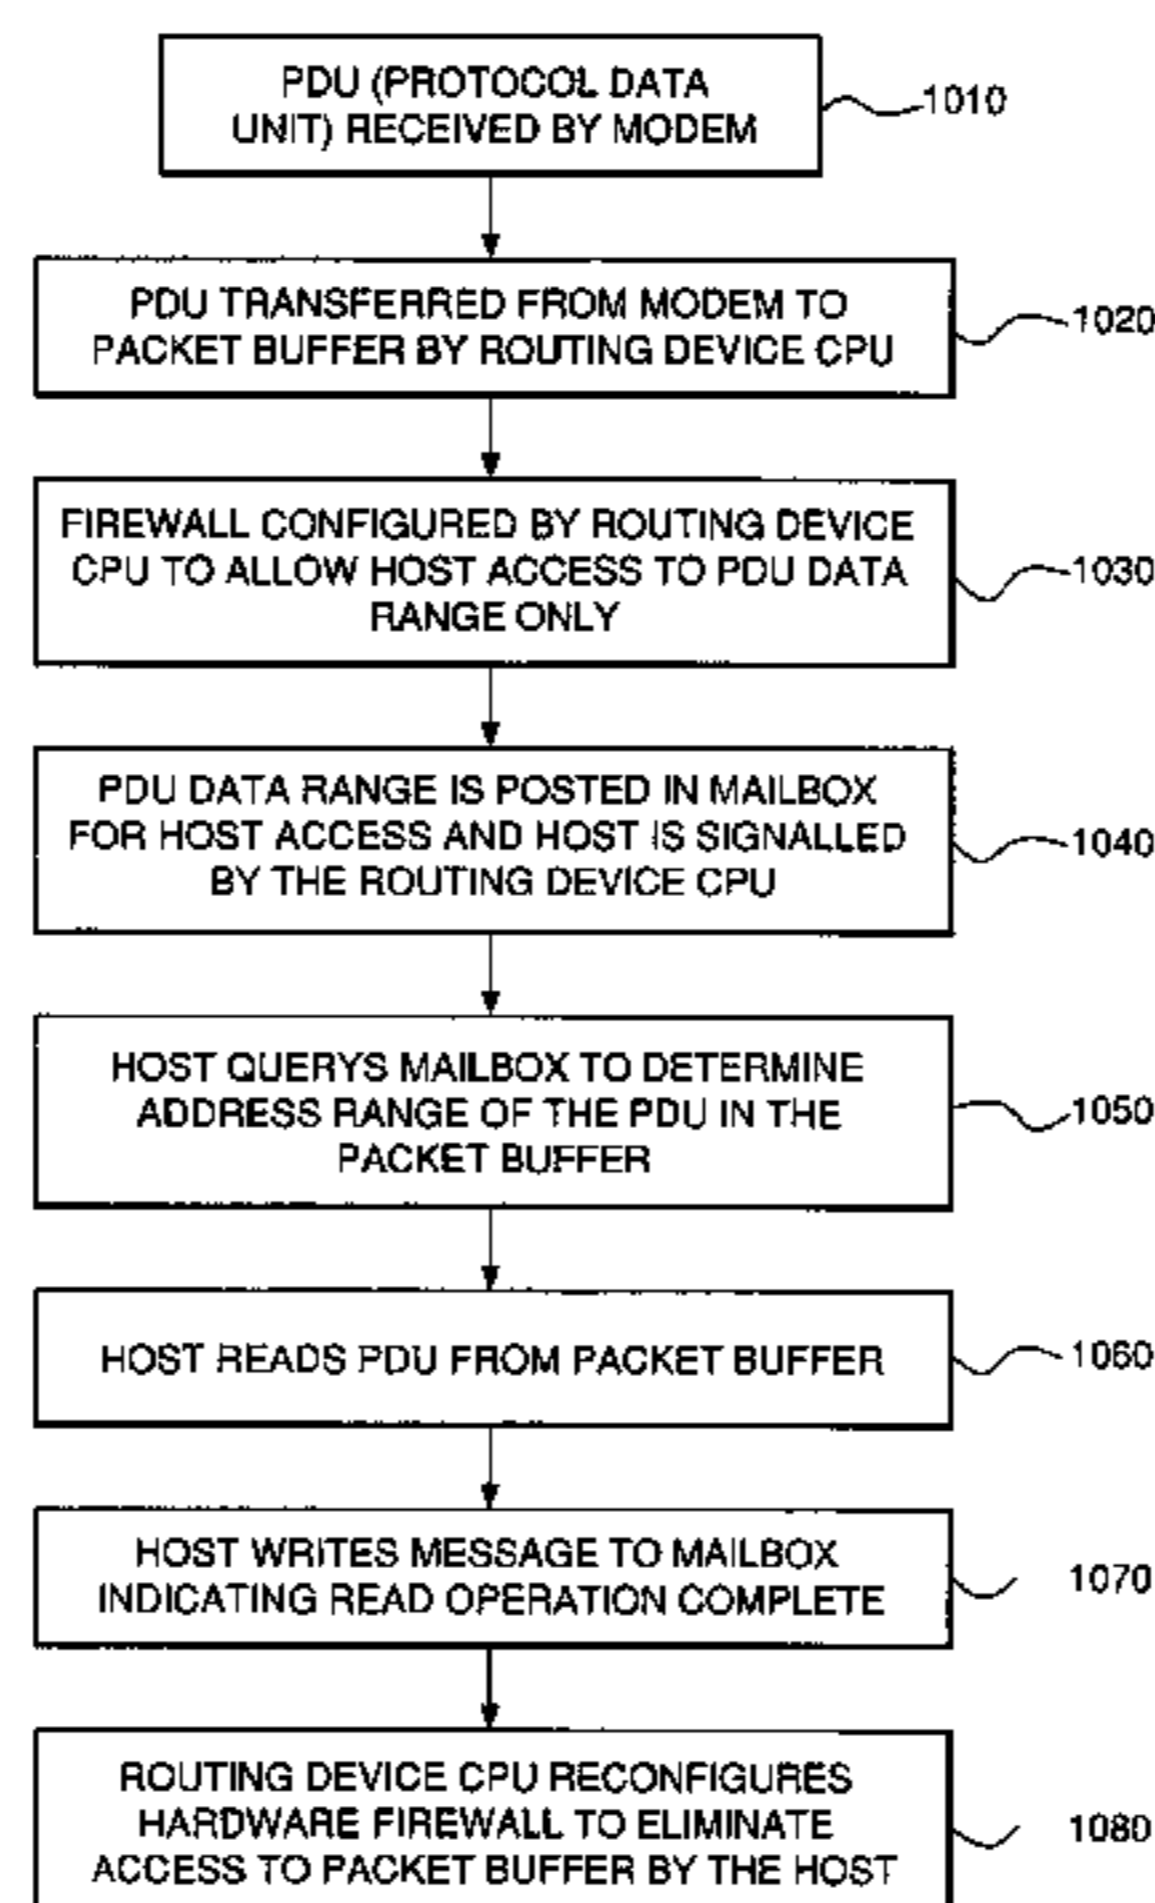 PDU (PROTOCOL DATA
UNIT) RECEIVED BY MODEM
1010
PDU TRANSFERRED FROM MODEM TO
PACKET BUFFER BY ROUTING DEVICE CPU
1020
FIREWALL CONFIGURED BY ROUTING DEVICE
CPU TO ALLOW HOST ACCESS TO PDU DATA
RANGE ONLY
1030
PDU DATA RANGE IS POSTED IN MAILBOX
FOR HOST ACCESS AND HOST IS SIGNALLED
BY THE ROUTING DEVICE CPU
1040
HOST QUERYS MAILBOX TO DETERMINE
ADDRESS RANGE OF THE PDU IN THE
PACKET BUFFER
1050
HOST READS PDU FROM PACKET BUFFER
1060
HOST WRITES MESSAGE TO MAILBOX
INDICATING READ OPERATION COMPLETE
1070
ROUTING DEVICE CPU RECONFIGURES
HARDWARE FIREWALL TO ELIMINATE
ACCESS TO PACKET BUFFER BY THE HOST
1080